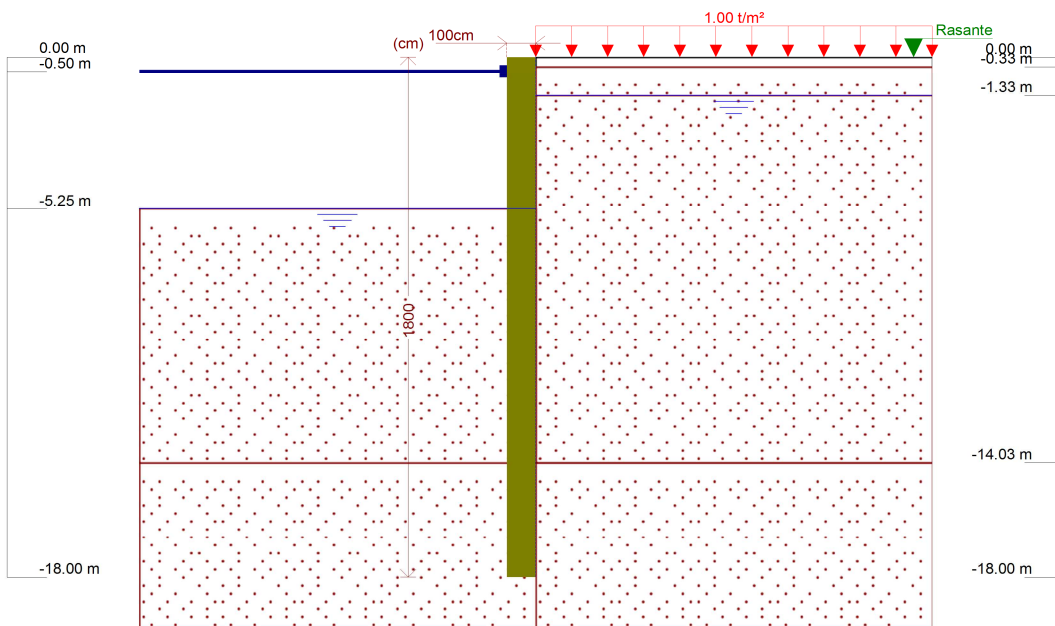 1.00 t/m²
Rasante
(cm) 100cm
0.00 m
-0.50 m
0.00 m
-0.33 m
-1.33 m
-5.25 m
1800
-14.03 m
-18.00 m
-18.00 m